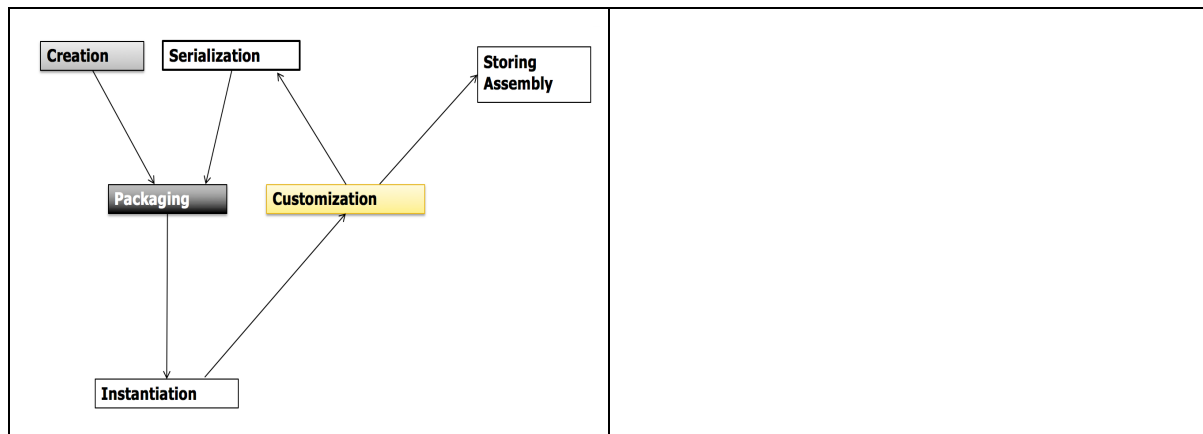 Creation
Serialization
Storing
Assembly
Packaging
Customization
Instantiation